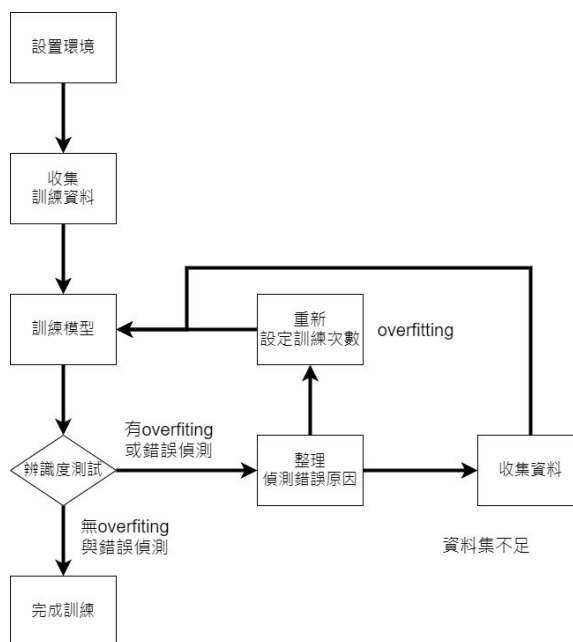 設置環境
收集
訓練資料
訓練模型
重新
設定訓練次數
overfitting
辨識度測試
有overfiting
或錯誤偵測
整理
偵測錯誤原因
收集資料
無overfiting
與錯誤偵測
資料集不足
完成訓練